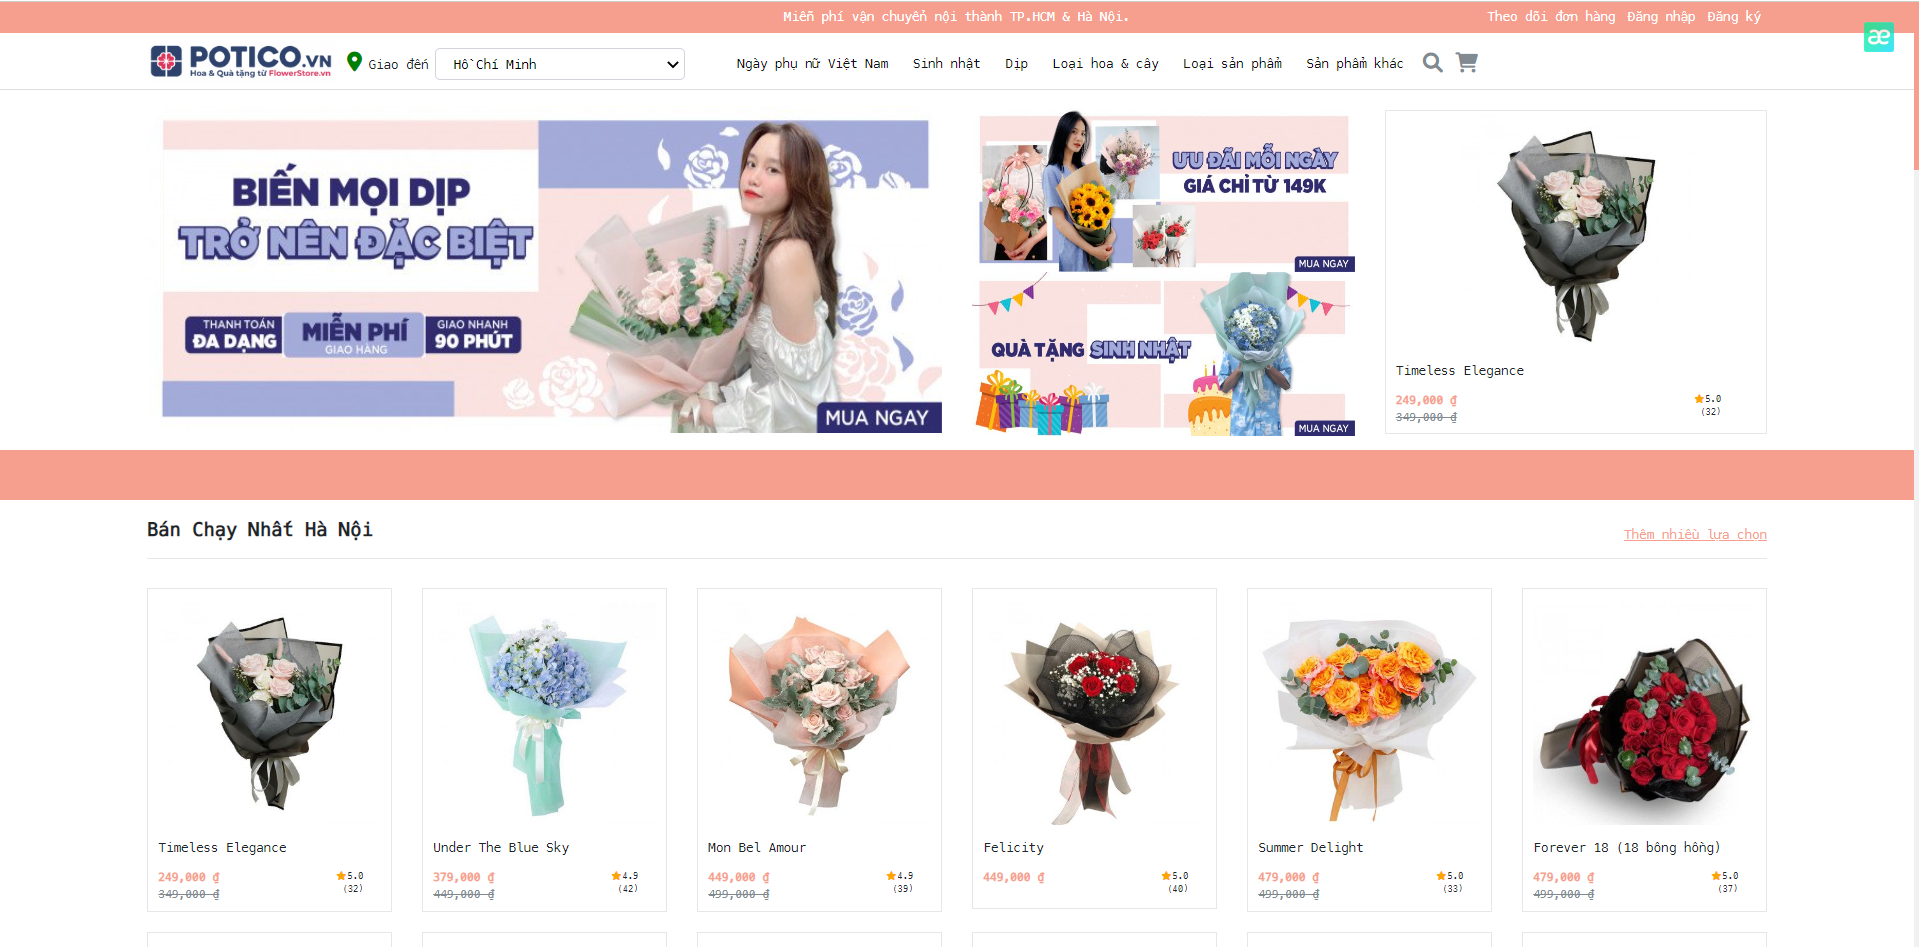 Miễn phí vận chuyển nội thành TP.HCM & Hà Nội.
Theo dõi đơn hàng Đăng nhập Đăng ký
æ
POTICO.VN
Hoa & Quà tặng từ FlowerStore.vn
Giao đến
Hồ Chí Minh
Ngày phụ nữ Việt Nam Sinh nhật Dịp Loại hoa & cây Loại sản phẩm Sản phẩm khác
BIẾN MỌI DỊP
TRỞ NÊN ĐẶC BIỆT
THANH TOÁN
ĐA DẠNG
MIỄN PHÍ
GIAO HÀNG
GIAO NHANH
90 PHÚT
MUA NGAY
ƯU ĐÃI MỖI NGÀY
GIÁ CHỈ TỪ 149K
MUA NGAY
QUÀ TẶNG SINH NHẬT
MUA NGAY
Timeless Elegance
249,000 ₫
349,000 ₫
5.0
(32)
Bán Chạy Nhất Hà Nội
Thêm nhiều lựa chọn
Timeless Elegance
249,000 ₫
349,000 ₫
5.0
(32)
Under The Blue Sky
379,000 ₫
449,000 ₫
4.9
(42)
Mon Bel Amour
449,000 ₫
499,000 ₫
4.9
(39)
Felicity
449,000 ₫
5.0
(40)
Summer Delight
479,000 ₫
499,000 ₫
5.0
(33)
Forever 18 (18 bông hồng)
479,000 ₫
499,000 ₫
5.0
(37)